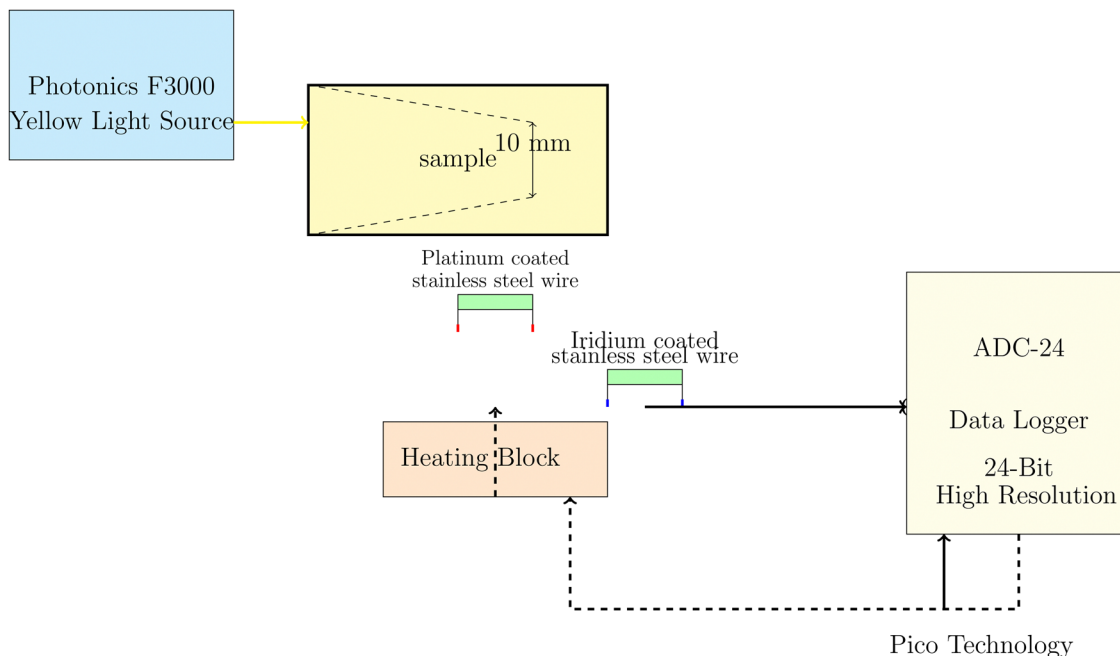 Photonics F3000
Yellow Light Source
10 mm
sample
Platinum coated
stainless steel wire
Iridium coated
stainless steel wire
ADC-24
Data Logger
24-Bit
High Resolution
Heating Block
Pico Technology